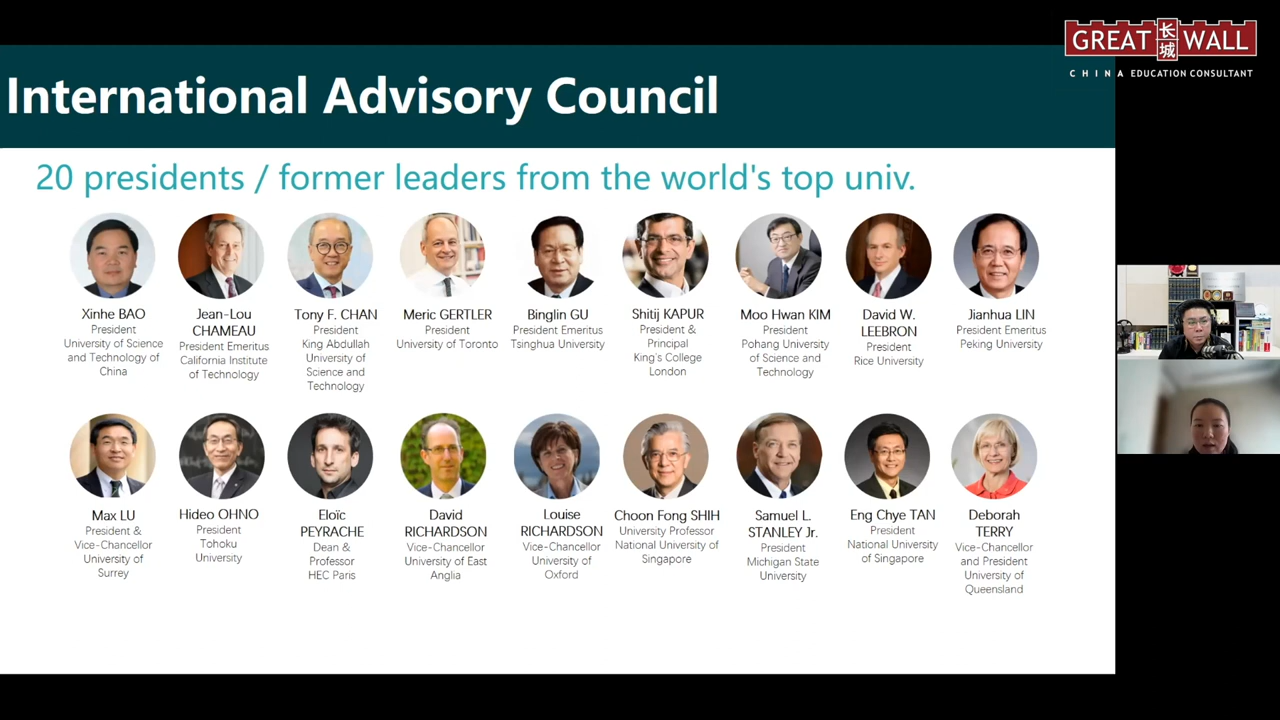 GREAT 长城 WALL
CHINA EDUCATION CONSULTANT
International Advisory Council
20 presidents / former leaders from the world's top univ.
Xinhe BAO
President
University of Science
and Technology of
China
Jean-Lou
CHAMEAU
President Emeritus
California Institute
of Technology
Tony F. CHAN
President
King Abdullah
University of
Science and
Technology
Meric GERTLER
President
University of Toronto
Binglin GU
President Emeritus
Tsinghua University
Shitij KAPUR
President &
Principal
King's College
London
Moo Hwan KIM
President
Pohang University
of Science and
Technology
David W.
LEEBRON
President
Rice University
Jianhua LIN
President Emeritus
Peking University
Max LU
President &
Vice-Chancellor
University of
Surrey
Hideo OHNO
President
Tohoku
University
Eloïc
PEYRACHE
Dean &
Professor
HEC Paris
David
RICHARDSON
Vice-Chancellor
University of East
Anglia
Louise
RICHARDSON
Vice-Chancellor
University of
Oxford
Choon Fong SHIH
University Professor
National University of
Singapore
Samuel L.
STANLEY Jr.
President
Michigan State
University
Eng Chye TAN
President
National University
of Singapore
Deborah
TERRY
Vice-Chancellor
and President
University of
Queensland